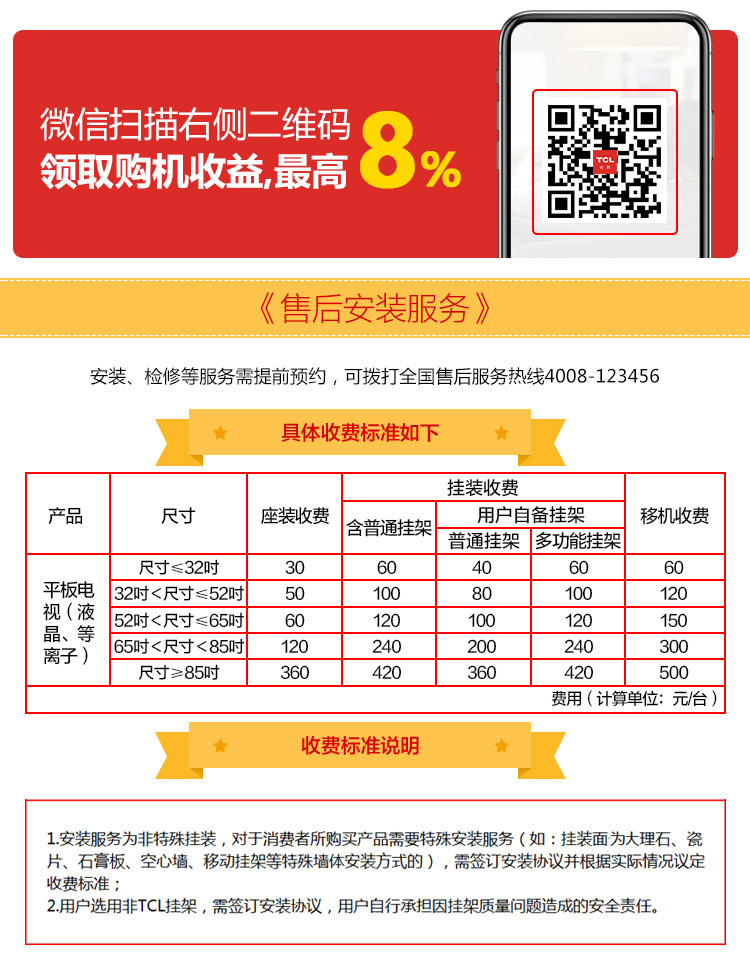 微信扫描右侧二维码
领取购机收益,最高8%
TCL
《售后安装服务》
安装、检修等服务需提前预约，可拨打全国售后服务热线4008-123456
具体收费标准如下
产品 尺寸 座装收费 挂装收费 移机收费
含普通挂架 用户自备挂架
普通挂架 多功能挂架
平板电视（液晶、等离子）
尺寸≤32吋 30 60 40 60 60
32吋<尺寸≤52吋 50 100 80 100 120
52吋<尺寸≤65吋 60 120 100 120 150
65吋<尺寸<85吋 120 240 200 240 300
尺寸≥85吋 360 420 360 420 500
费用（计算单位：元/台）
收费标准说明
1.安装服务为非特殊挂装，对于消费者所购买产品需要特殊安装服务（如：挂装面为大理石、瓷
片、石膏板、空心墙、移动挂架等特殊墙体安装方式的），需签订安装协议并根据实际情况议定
收费标准；
2.用户选用非TCL挂架，需签订安装协议，用户自行承担因挂架质量问题造成的安全责任。